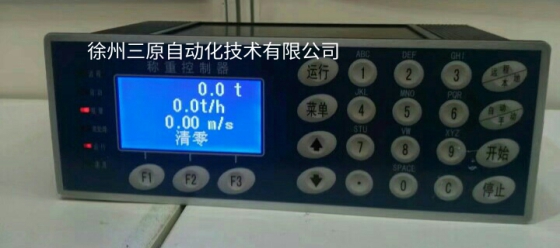 徐州三原自动化技术有限公司
称重控制器
0.0 t
0.0t/h
0.00 m/s
清零
F1 F2 F3
运行 ABC 1 DEF 2 GHI 3
菜单 JKL 4 MNO 5 PQR 6
STU 7 VW 8 XYZ 9 开始
· SPACE 0 C 停止
运行